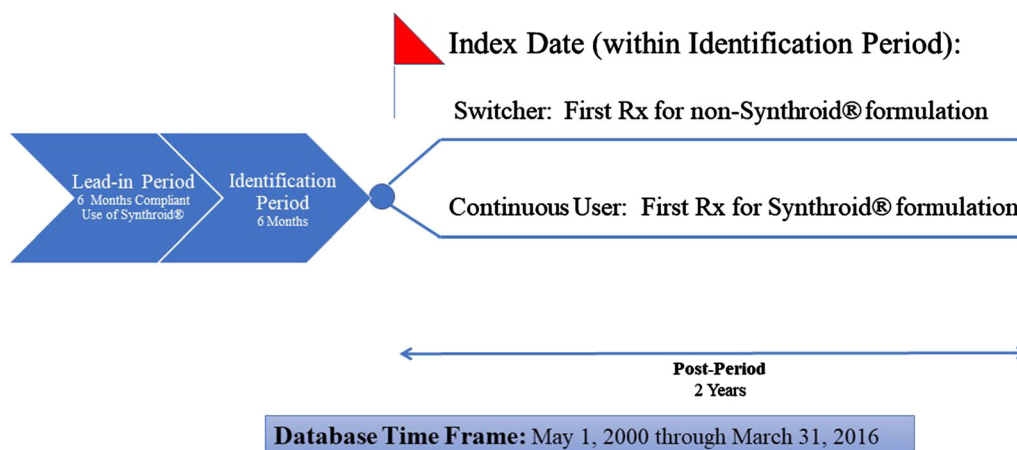 Index Date (within Identification Period):
Switcher: First Rx for non-Synthroid® formulation
Lead-in Period
6 Months Compliant
Use of Synthroid®
Identification
Period
6 Months
Continuous User: First Rx for Synthroid® formulation
Post-Period
2 Years
Database Time Frame: May 1, 2000 through March 31, 2016